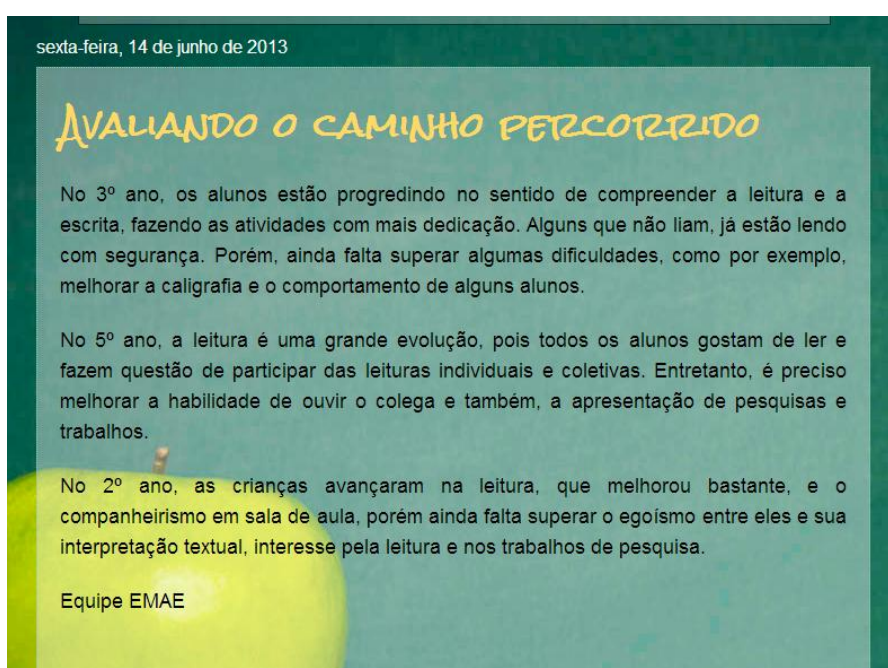 sexta-feira, 14 de junho de 2013
Avaliando o caminho percorrido
No 3º ano, os alunos estão progredindo no sentido de compreender a leitura e a
escrita, fazendo as atividades com mais dedicação. Alguns que não liam, já estão lendo
com segurança. Porém, ainda falta superar algumas dificuldades, como por exemplo,
melhorar a caligrafia e o comportamento de alguns alunos.
No 5º ano, a leitura é uma grande evolução, pois todos os alunos gostam de ler e
fazem questão de participar das leituras individuais e coletivas. Entretanto, é preciso
melhorar a habilidade de ouvir o colega e também, a apresentação de pesquisas e
trabalhos.
No 2º ano, as crianças avançaram na leitura, que melhorou bastante, e o
companheirismo em sala de aula, porém ainda falta superar o egoísmo entre eles e sua
interpretação textual, interesse pela leitura e nos trabalhos de pesquisa.
Equipe EMAE